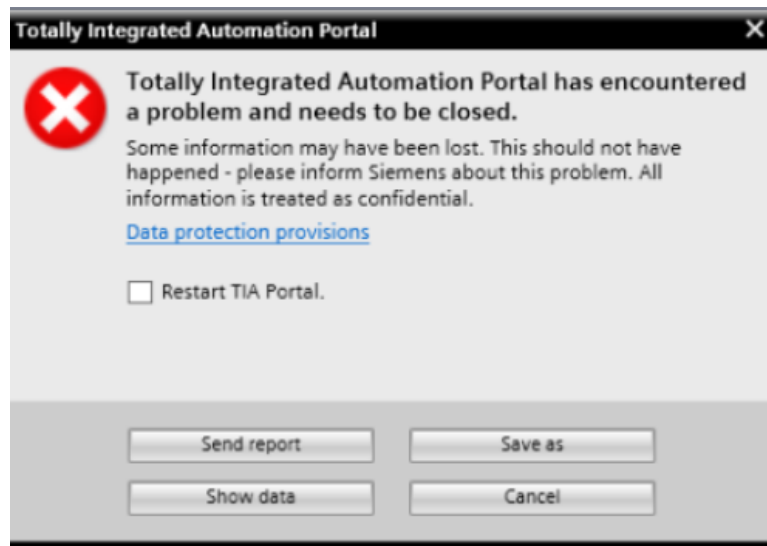 Totally Integrated Automation Portal
Totally Integrated Automation Portal has encountered
a problem and needs to be closed.
Some information may have been lost. This should not have
happened - please inform Siemens about this problem. All
information is treated as confidential.
Data protection provisions
Restart TIA Portal.
Send report
Save as
Show data
Cancel